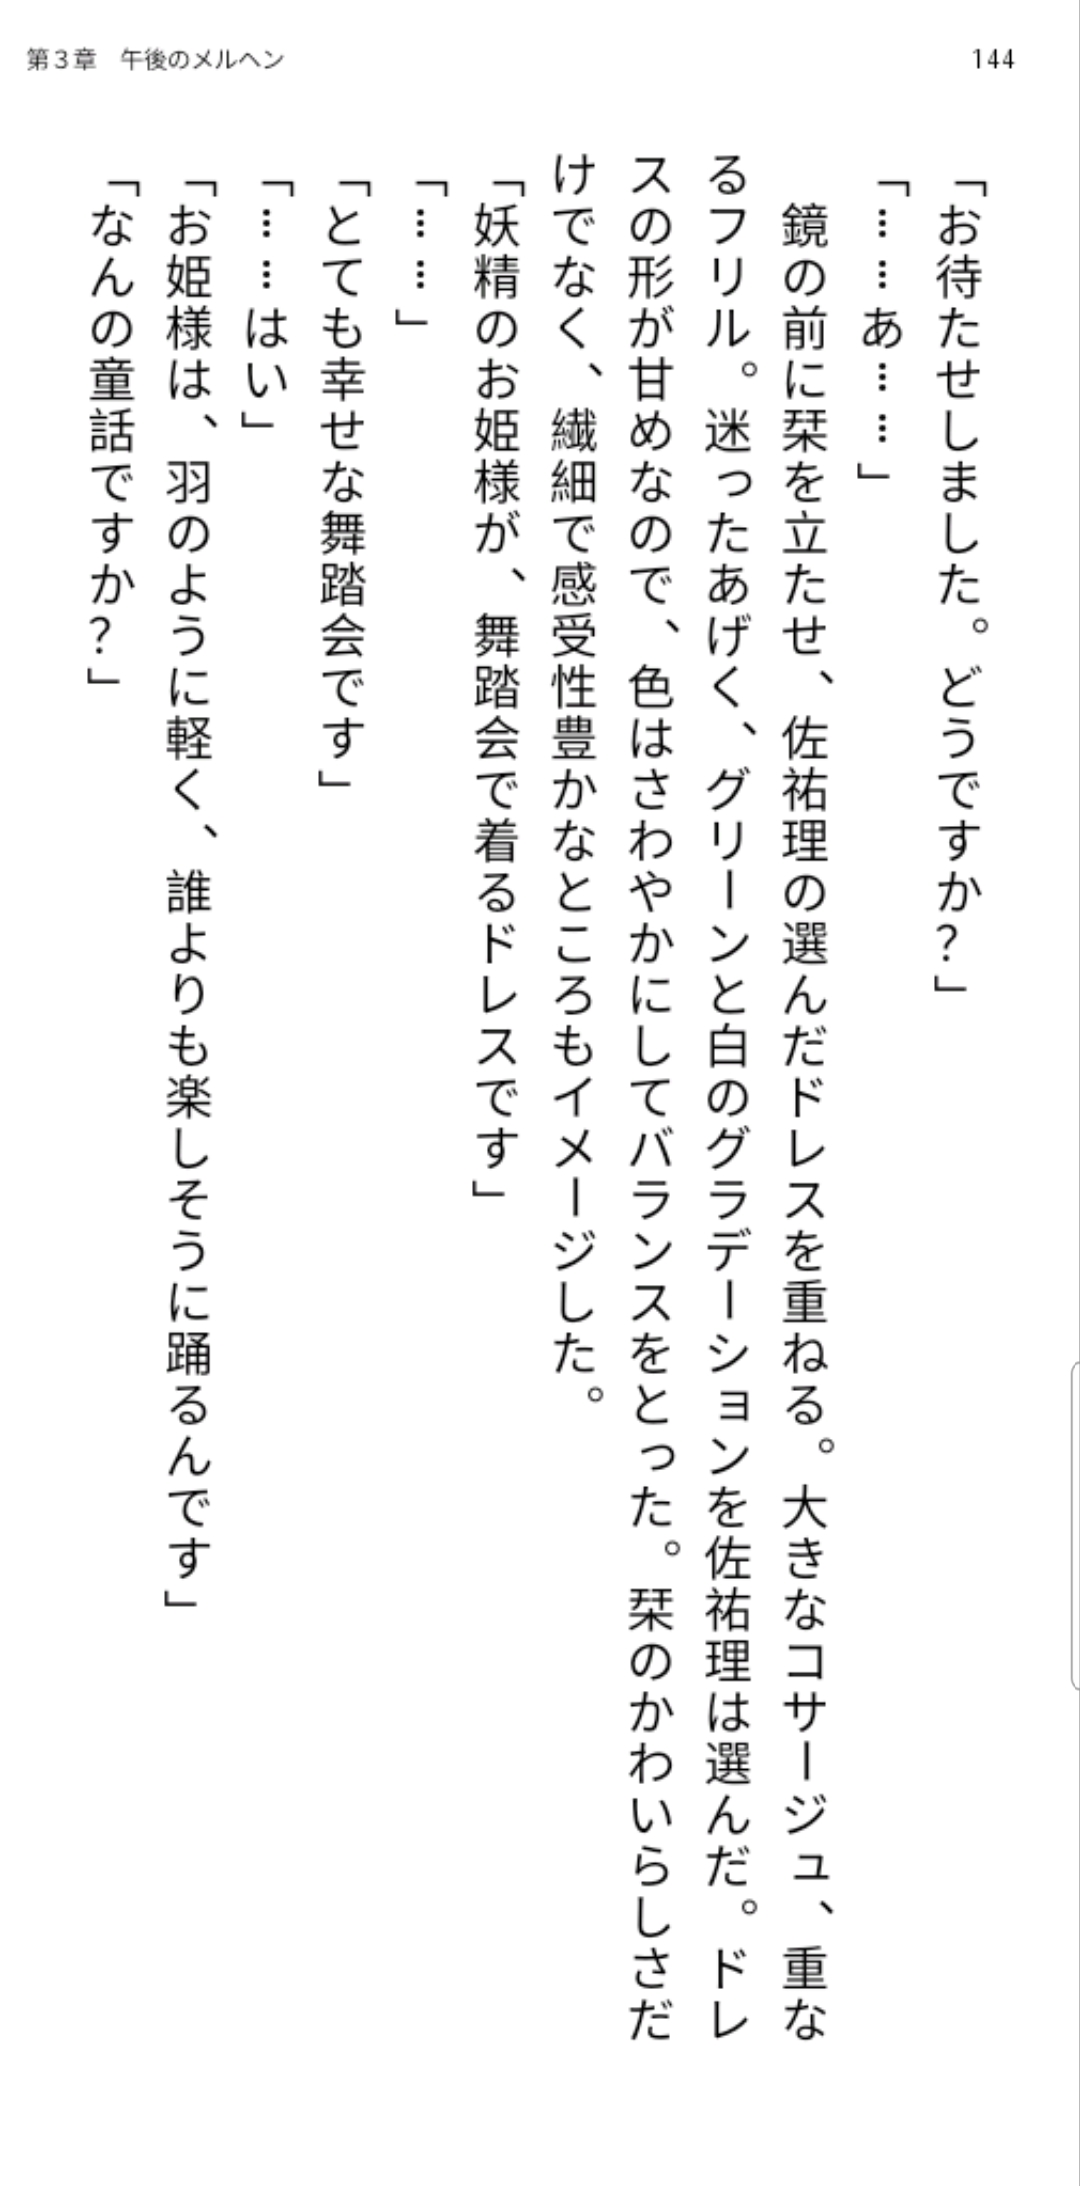 第３章　午後のメルヘン
144
「お待たせしました。どうですか？」
「……あ……」
　鏡の前に栞を立たせ、佐祐理の選んだドレスを重ねる。大きなコサージュ、重な
るフリル。迷ったあげく、グリーンと白のグラデーションを佐祐理は選んだ。ドレ
スの形が甘めなので、色はさわやかにしてバランスをとった。栞のかわいらしさだ
けでなく、繊細で感受性豊かなところもイメージした。
「妖精のお姫様が、舞踏会で着るドレスです」
「……」
「とても幸せな舞踏会です」
「……はい」
「お姫様は、羽のように軽く、誰よりも楽しそうに踊るんです」
「なんの童話ですか？」